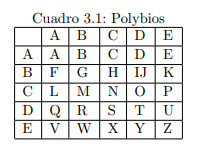 Cuadro 3.1: Polybios
A B C D E
A A B C D E
B F G H IJ K
C L M N O P
D Q R S T U
E V W X Y Z